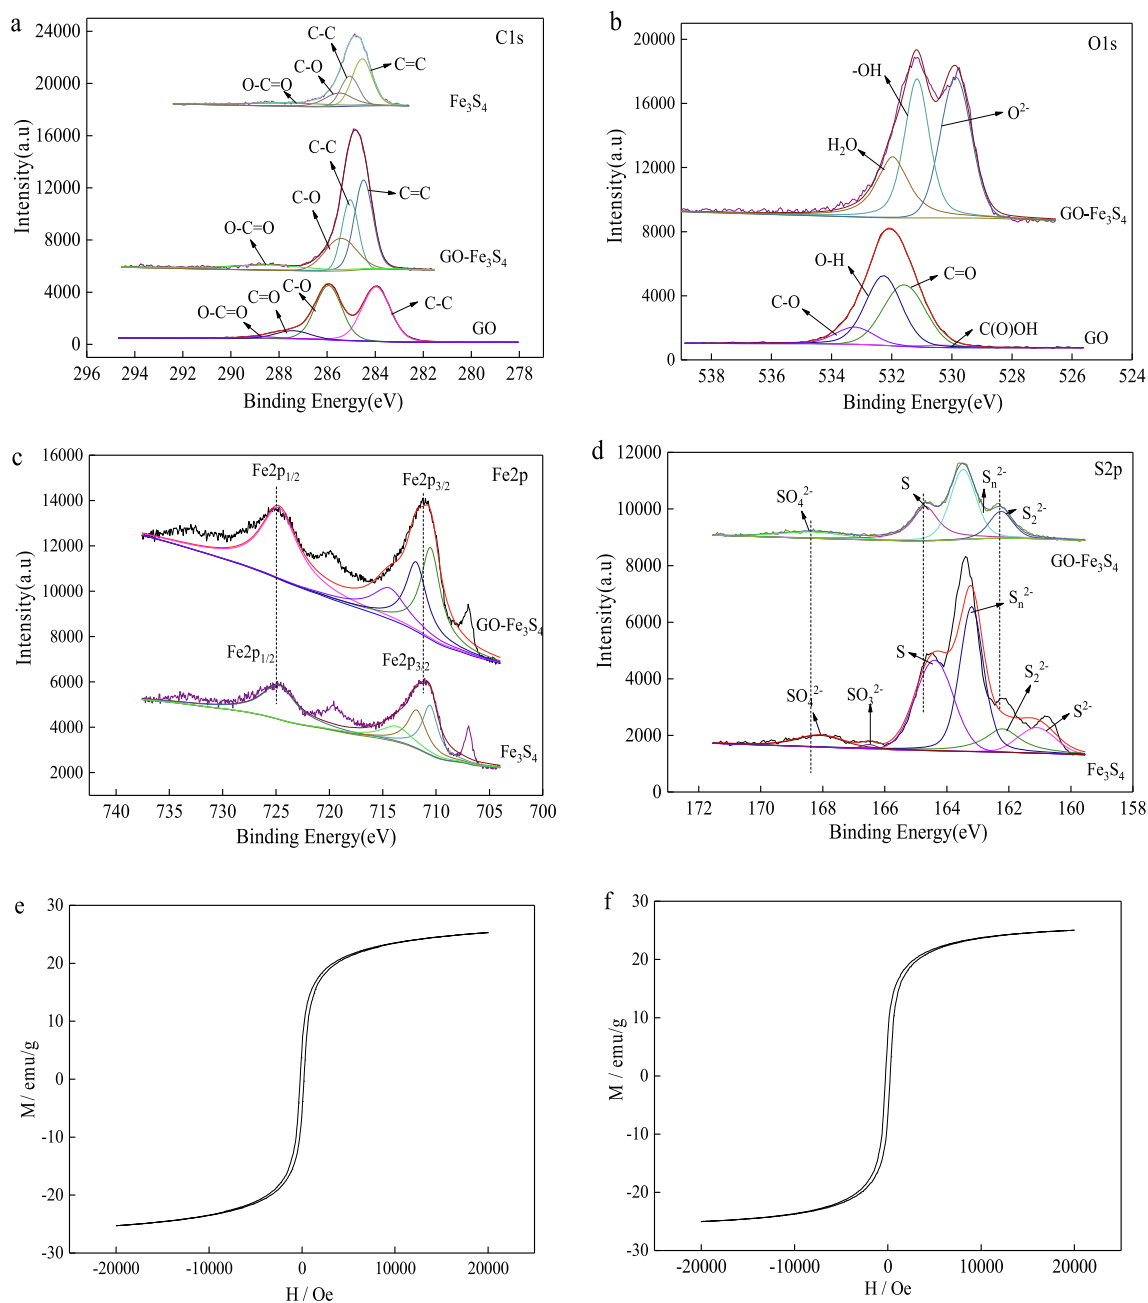 a
C1s
24000
20000
16000
12000
8000
4000
0
Intensity(a.u)
C-C
C-O
C=C
O-C=O
Fe₃S₄
C-C
C-O
C=C
O-C=O
GO-Fe₃S₄
C-O
C=O
O-C=O
C-C
GO
296 294 292 290 288 286 284 282 280 278
Binding Energy(eV)
b
O1s
20000
16000
12000
8000
4000
0
Intensity(a.u)
-OH
O²⁻
H₂O
GO-Fe₃S₄
O-H
C=O
C-O
C(O)OH
GO
538 536 534 532 530 528 526 524
Binding Energy(eV)
c
Fe2p
16000
14000
12000
10000
8000
6000
4000
2000
Intensity(a.u)
Fe2p₁/₂
Fe2p₃/₂
GO-Fe₃S₄
Fe2p₁/₂
Fe2p₃/₂
Fe₃S₄
740 735 730 725 720 715 710 705 700
Binding Energy(eV)
d
S2p
12000
10000
8000
6000
4000
2000
0
Intensity(a.u)
SO₄²⁻
S
Sₙ²⁻
S₂²⁻
GO-Fe₃S₄
Sₙ²⁻
S
S₂²⁻
SO₄²⁻
SO₃²⁻
S²⁻
Fe₃S₄
172 170 168 166 164 162 160 158
Binding Energy(eV)
e
30
20
10
0
-10
-20
-30
M / emu/g
-20000 -10000 0 10000 20000
H / Oe
f
30
20
10
0
-10
-20
-30
M / emu/g
-20000 -10000 0 10000 20000
H / Oe